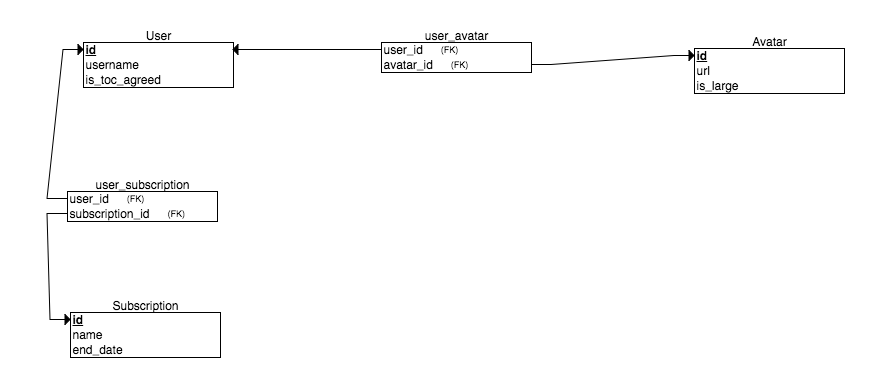 User
id
username
is_toc_agreed
user_avatar
user_id (FK)
avatar_id (FK)
Avatar
id
url
is_large
user_subscription
user_id (FK)
subscription_id (FK)
Subscription
id
name
end_date